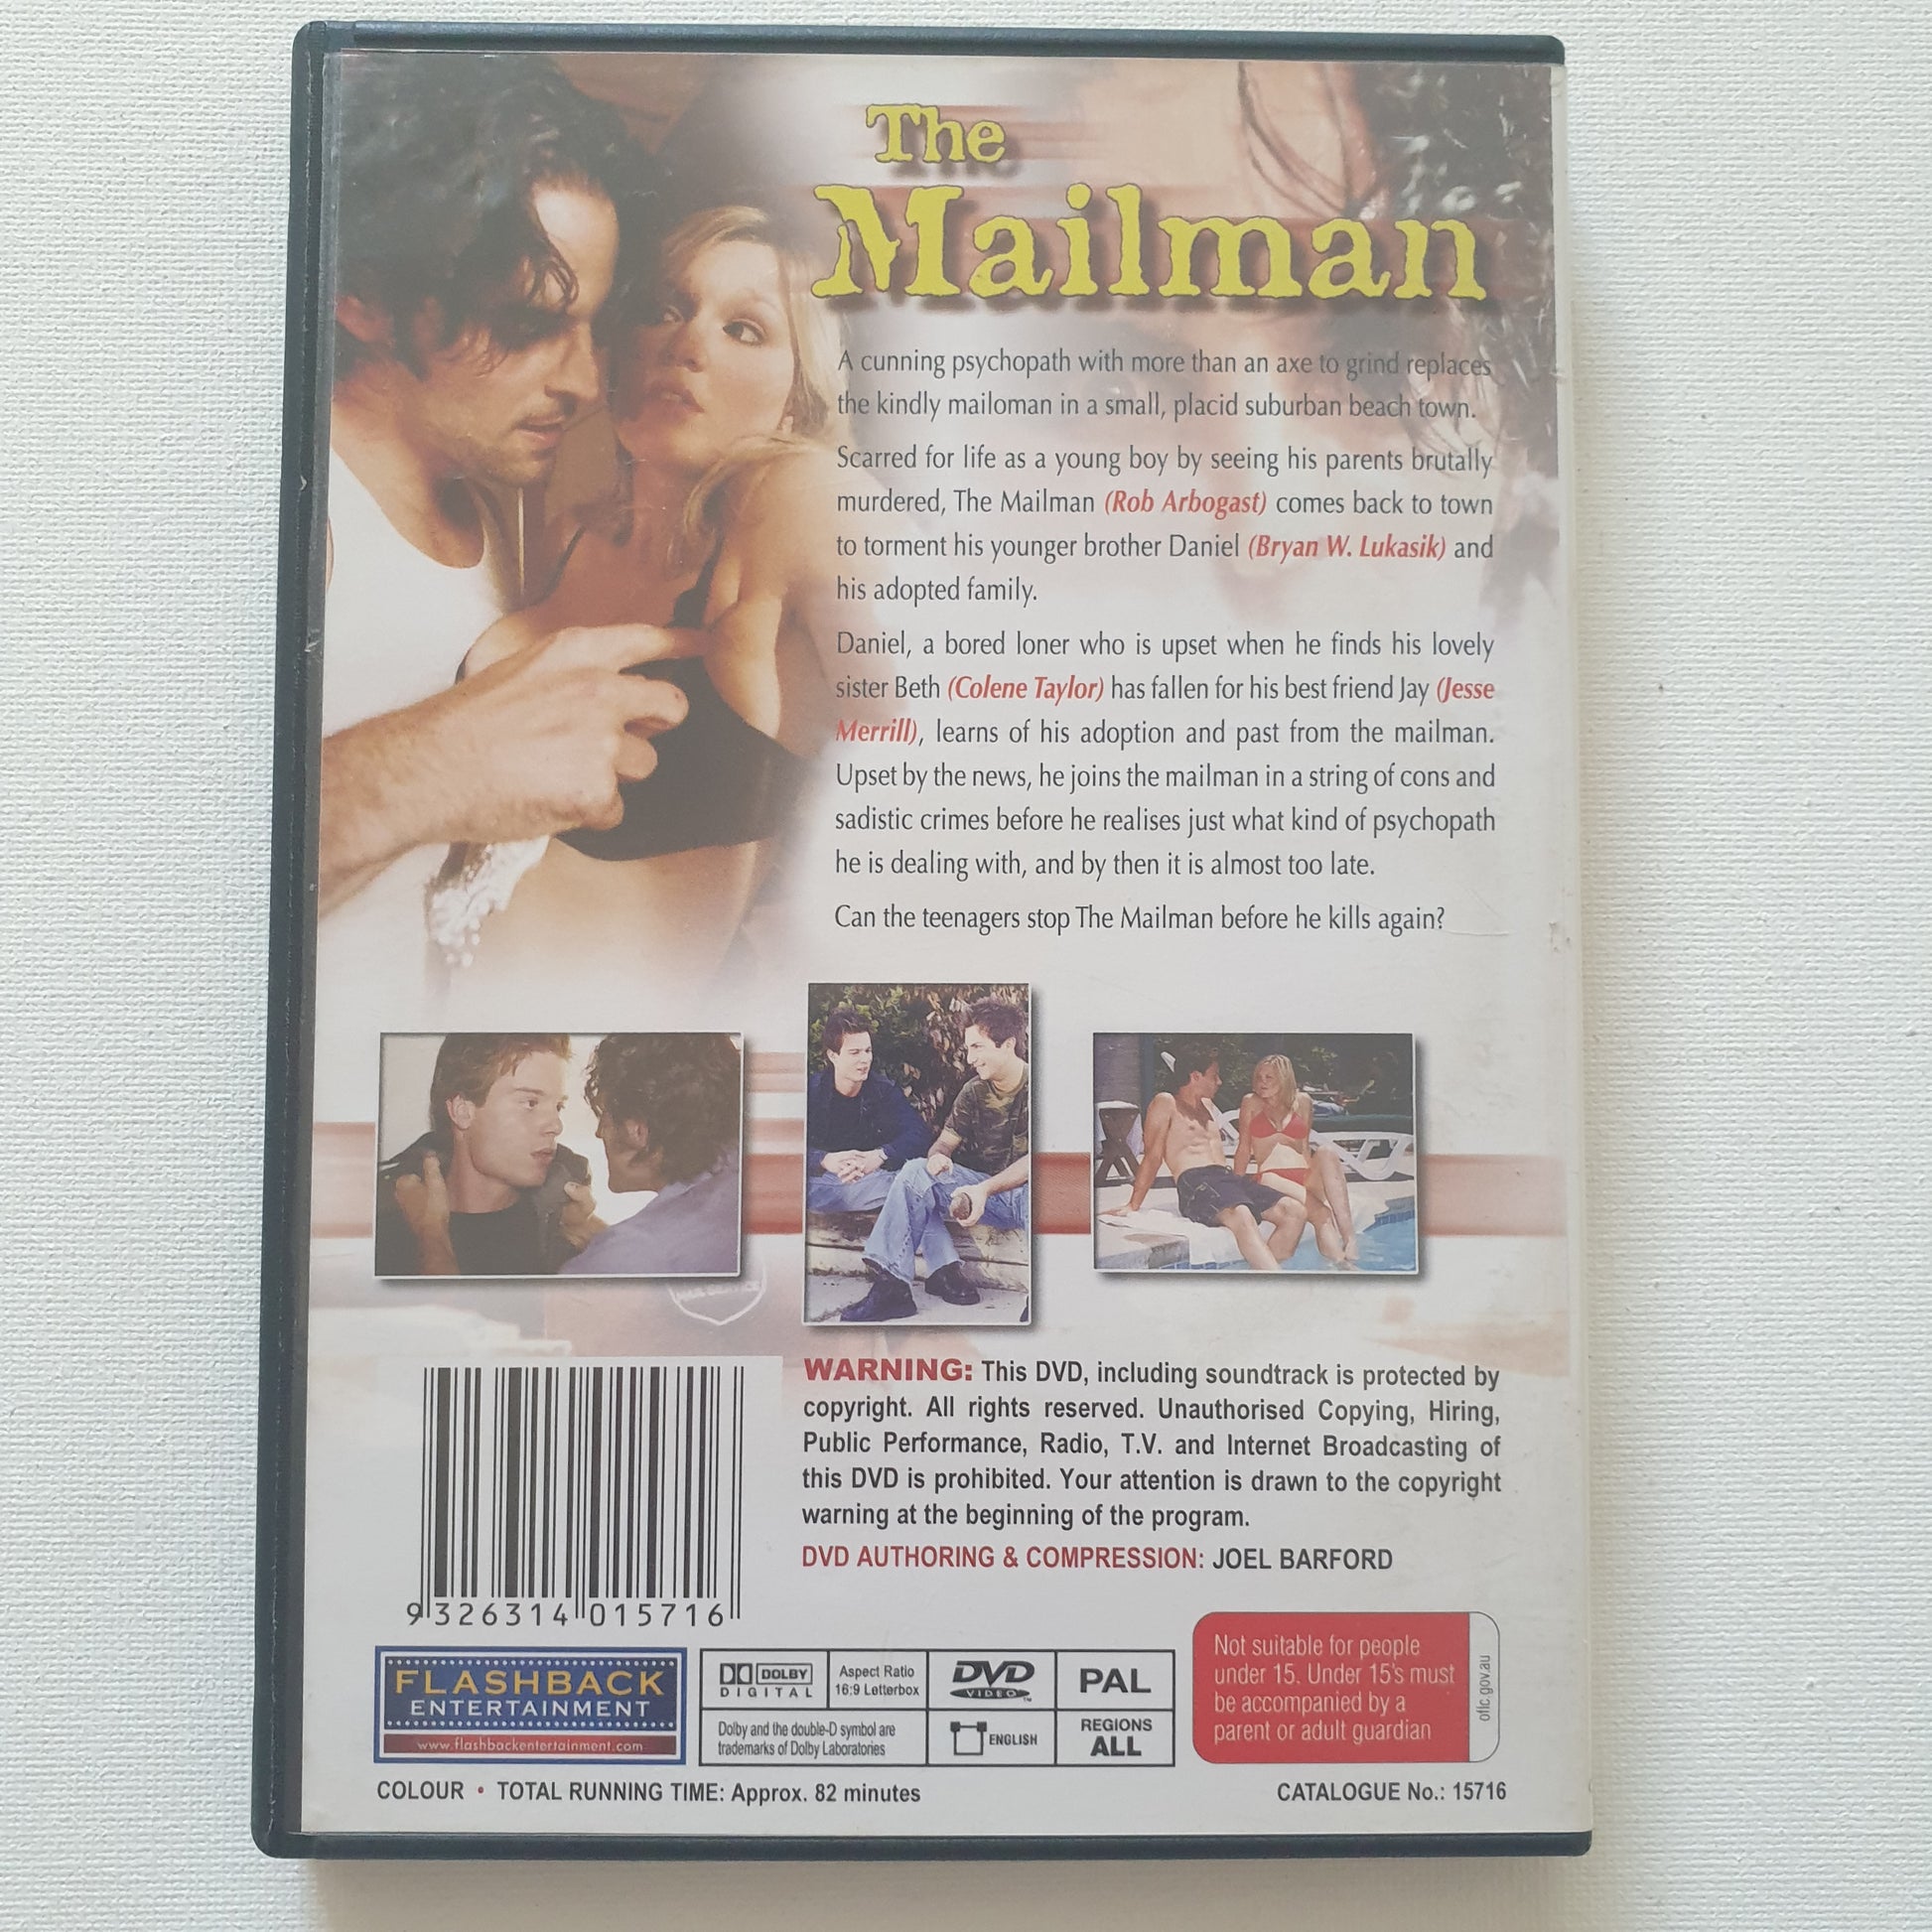 The
Mailman
A cunning psychopath with more than an axe to grind replaces
the kindly mailoman in a small, placid suburban beach town.
Scarred for life as a young boy by seeing his parents brutally
murdered, The Mailman (Rob Arbogast) comes back to town
to torment his younger brother Daniel (Bryan W. Lukasik) and
his adopted family.
Daniel, a bored loner who is upset when he finds his lovely
sister Beth (Colene Taylor) has fallen for his best friend Jay (Jesse
Merrill), learns of his adoption and past from the mailman.
Upset by the news, he joins the mailman in a string of cons and
sadistic crimes before he realises just what kind of psychopath
he is dealing with, and by then it is almost too late.
Can the teenagers stop The Mailman before he kills again?
WARNING: This DVD, including soundtrack is protected by
copyright. All rights reserved. Unauthorised Copying, Hiring,
Public Performance, Radio, T.V. and Internet Broadcasting of
this DVD is prohibited. Your attention is drawn to the copyright
warning at the beginning of the program.
DVD AUTHORING & COMPRESSION: JOEL BARFORD
9 326314 015716
FLASHBACK
ENTERTAINMENT
www.flashbackentertainment.com
DOLBY
DIGITAL
Aspect Ratio
16:9 Letterbox
DVD
VIDEO
TM
PAL
Dolby and the double-D symbol are
trademarks of Dolby Laboratories
ENGLISH
REGIONS
ALL
Not suitable for people
under 15. Under 15's must
be accompanied by a
parent or adult guardian
oflc.gov.au
COLOUR • TOTAL RUNNING TIME: Approx. 82 minutes
CATALOGUE No.: 15716